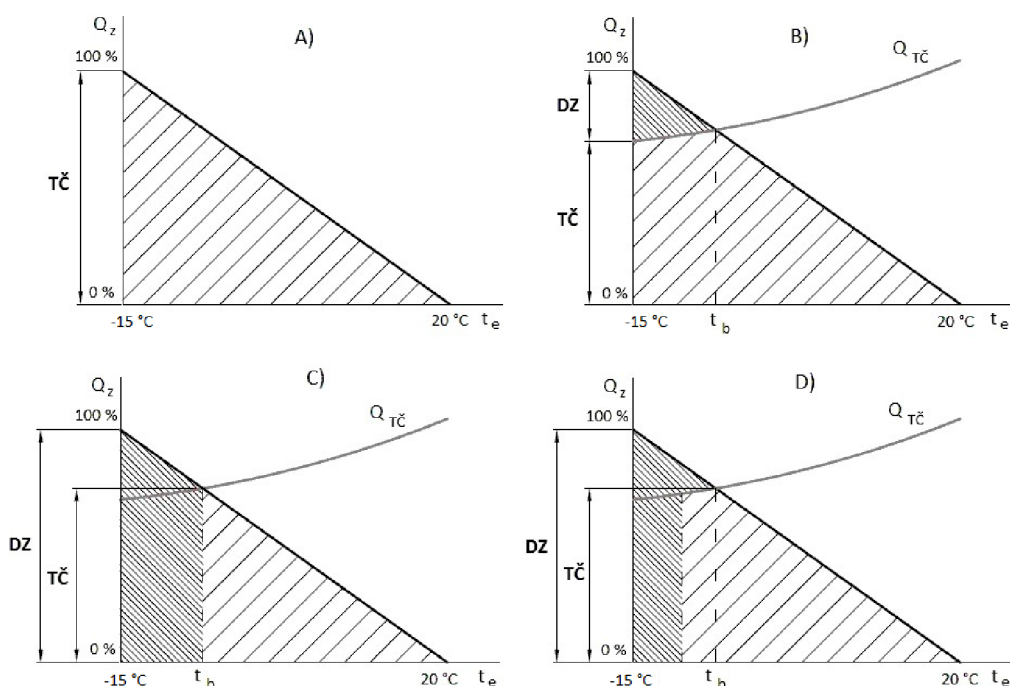 A)
Q z
100 %
TČ
0 %
-15 °C
20 °C
t e
B)
Q z
100 %
Q TČ
DZ
TČ
0 %
-15 °C
t b
20 °C
t e
C)
Q z
100 %
Q TČ
DZ
TČ
0 %
-15 °C
t b
20 °C
t e
D)
Q z
100 %
Q TČ
DZ
TČ
0 %
-15 °C
t b
20 °C
t e